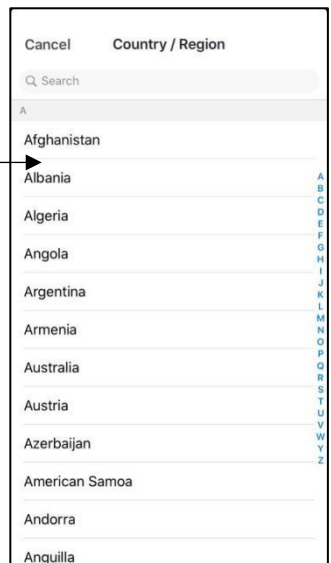 Cancel Country / Region
Search
A
Afghanistan
Albania
Algeria
Angola
Argentina
Armenia
Australia
Austria
Azerbaijan
American Samoa
Andorra
Anguilla
A
B
C
D
E
F
G
H
I
J
K
L
M
N
O
P
Q
R
S
T
U
V
W
Y
Z